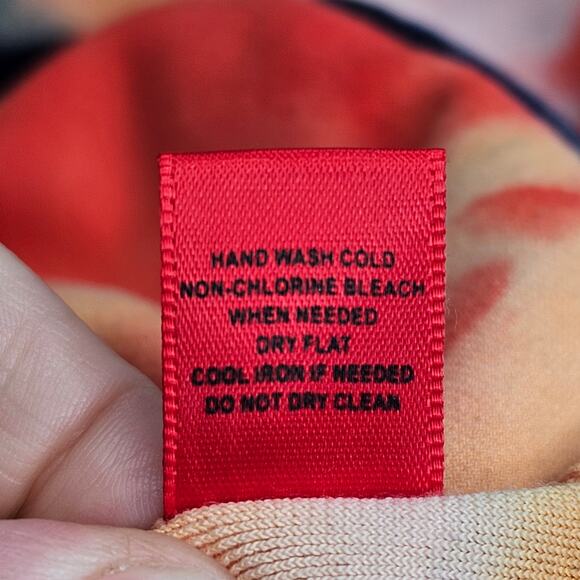 HAND WASH COLD
NON-CHLORINE BLEACH
WHEN NEEDED
DRY FLAT
COOL IRON IF NEEDED
DO NOT DRY CLEAN